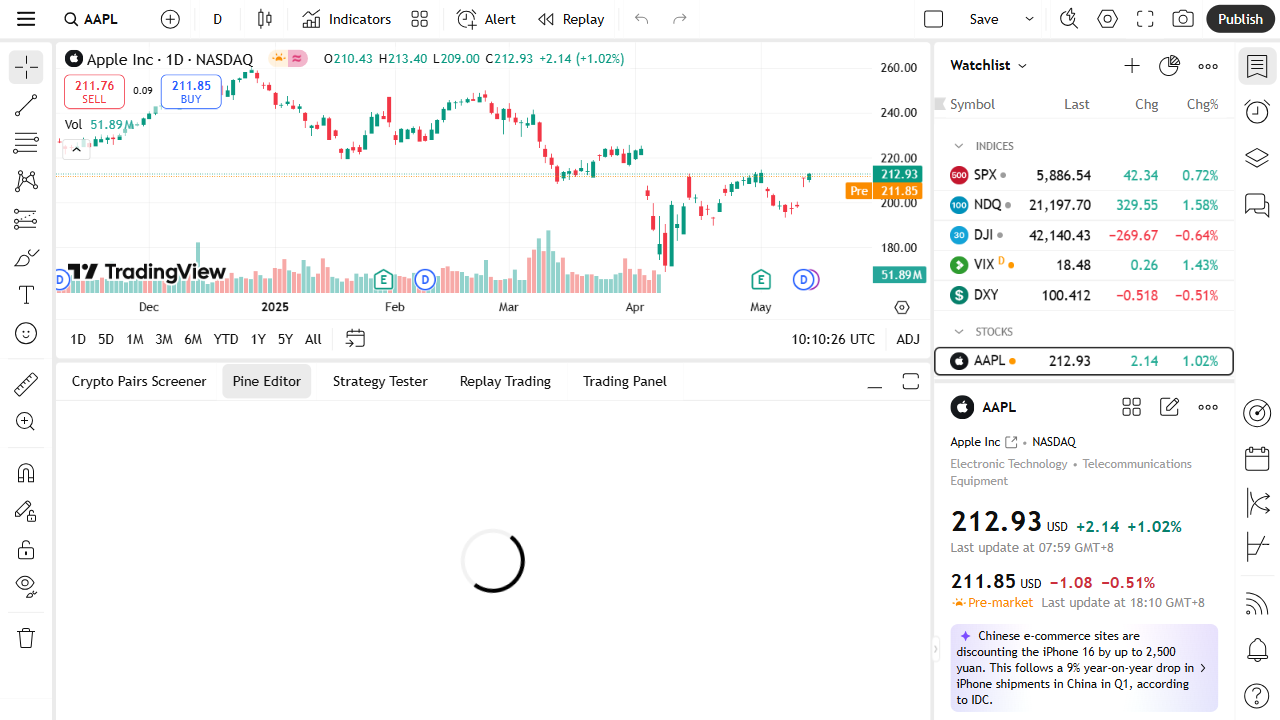 AAPL
D
Indicators
Alert
Replay
Save
Publish
Apple Inc · 1D · NASDAQ
O210.43 H213.40 L209.00 C212.93 +2.14 (+1.02%)
211.76
SELL
0.09
211.85
BUY
Vol 51.89M
260.00
240.00
220.00
212.93
Pre 211.85
200.00
180.00
51.89M
TradingView
D
E
D
E
D
Dec
2025
Feb
Mar
Apr
May
1D
5D
1M
3M
6M
YTD
1Y
5Y
All
10:10:26 UTC
ADJ
Crypto Pairs Screener
Pine Editor
Strategy Tester
Replay Trading
Trading Panel
Watchlist
Symbol Last Chg Chg%
INDICES
500 SPX 5,886.54 42.34 0.72%
100 NDQ 21,197.70 329.55 1.58%
30 DJI 42,140.43 −269.67 −0.64%
VIX D 18.48 0.26 1.43%
$ DXY 100.412 −0.518 −0.51%
STOCKS
AAPL 212.93 2.14 1.02%
AAPL
Apple Inc • NASDAQ
Electronic Technology • Telecommunications
Equipment
212.93 USD +2.14 +1.02%
Last update at 07:59 GMT+8
211.85 USD −1.08 −0.51%
Pre-market Last update at 18:10 GMT+8
Chinese e-commerce sites are
discounting the iPhone 16 by up to 2,500
yuan. This follows a 9% year-on-year drop in
iPhone shipments in China in Q1, according
to IDC.